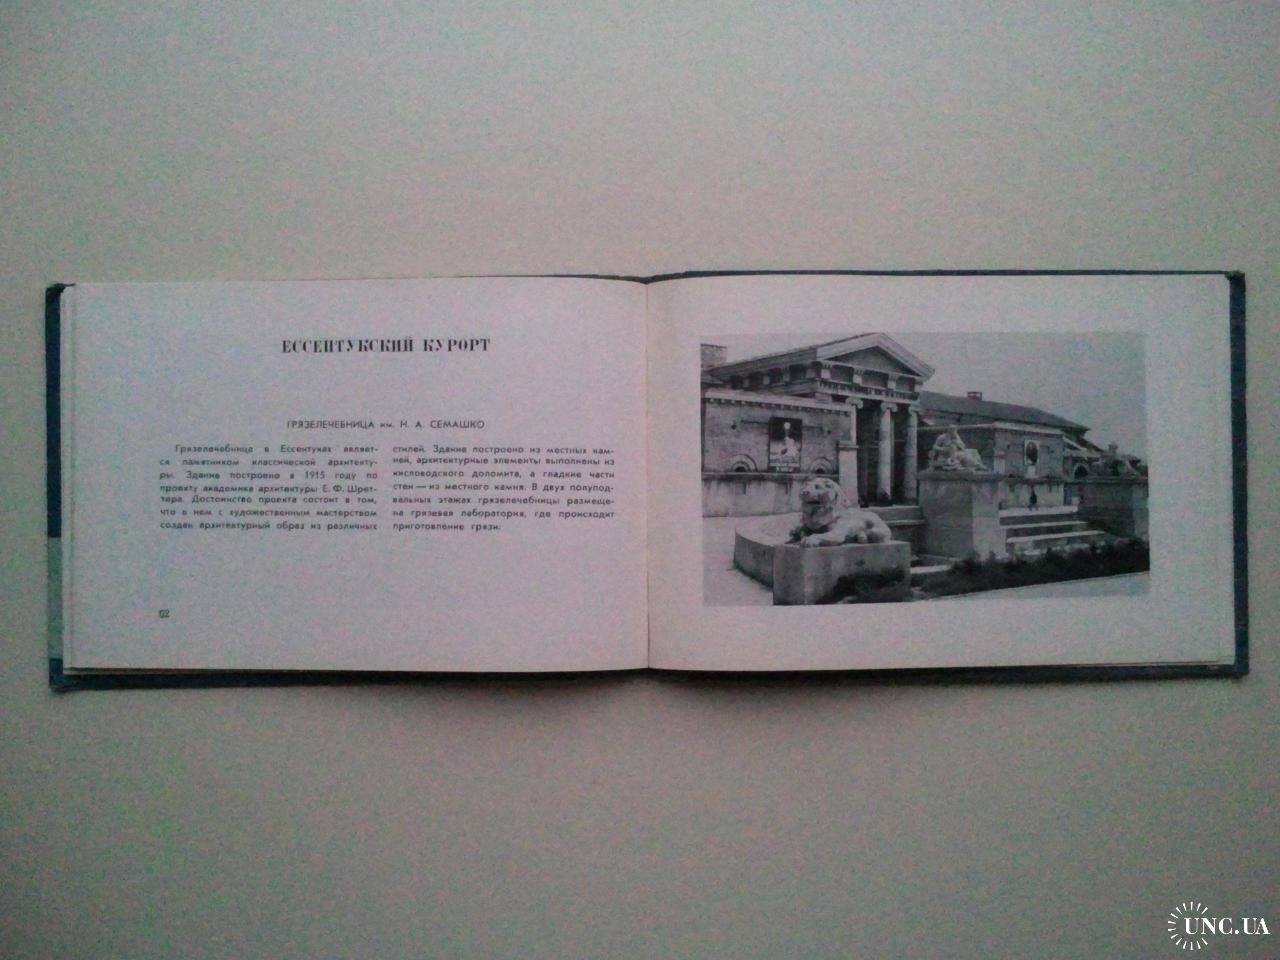 ЕССЕНТУКСКИЙ КУРОРТ
ГРЯЗЕЛЕЧЕБНИЦА им. Н. А. СЕМАШКО
Грязелечебница в Ессентуках являет-
ся памятником классической архитекту-
ры. Здание построено в 1915 году по
проекту академика архитектуры Е. Ф. Шрет-
тера. Достоинство проекта состоит в том,
что в нем с художественным мастерством
создан архитектурный образ из различных
стилей. Здание построено из местных кам-
ней, архитектурные элементы выполнены из
кисловодского доломита, а гладкие части
стен — из местного камня. В двух полупод-
вальных этажах грязелечебницы размеще-
на грязевая лаборатория, где происходит
приготовление грязи.
62
UNC.UA